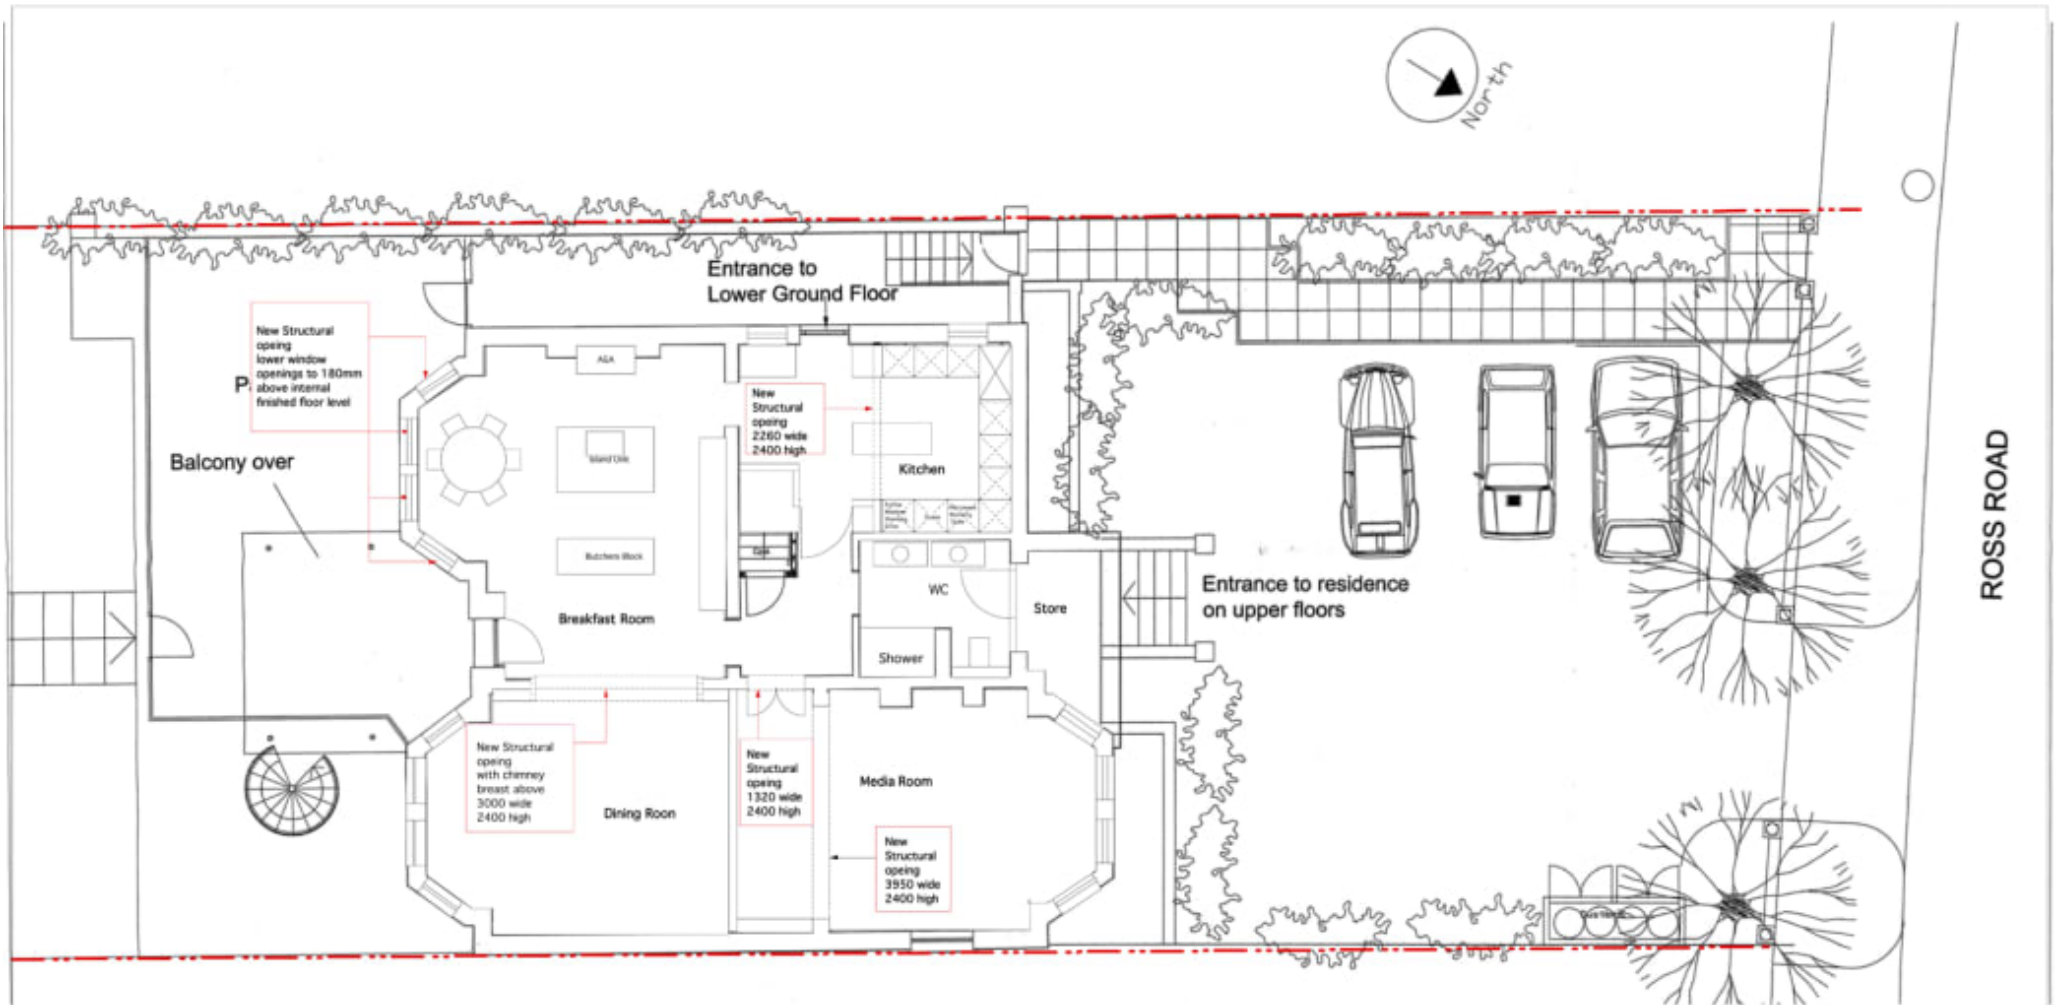 North
Entrance to
Lower Ground Floor
New Structural
opeing
lower window
openings to 180mm
above internal
finished floor level
P
Balcony over
AGA
New
Structural
opeing
2260 wide
2400 high
Kitchen
Island Unit
Butchers Block
Breakfast Room
WC
Store
Shower
Entrance to residence
on upper floors
ROSS ROAD
New Structural
opeing
with chimney
breast above
3000 wide
2400 high
Dining Roon
New
Structural
opeing
1320 wide
2400 high
Media Room
New
Structural
opeing
3950 wide
2400 high